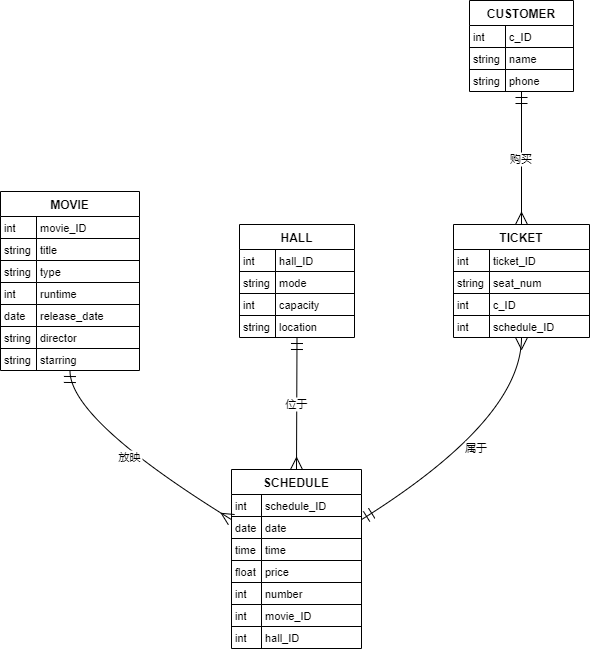 CUSTOMER
int c_ID
string name
string phone
购买
MOVIE
int movie_ID
string title
string type
int runtime
date release_date
string director
string starring
HALL
int hall_ID
string mode
int capacity
string location
TICKET
int ticket_ID
string seat_num
int c_ID
int schedule_ID
放映
位于
属于
SCHEDULE
int schedule_ID
date date
time time
float price
int number
int movie_ID
int hall_ID